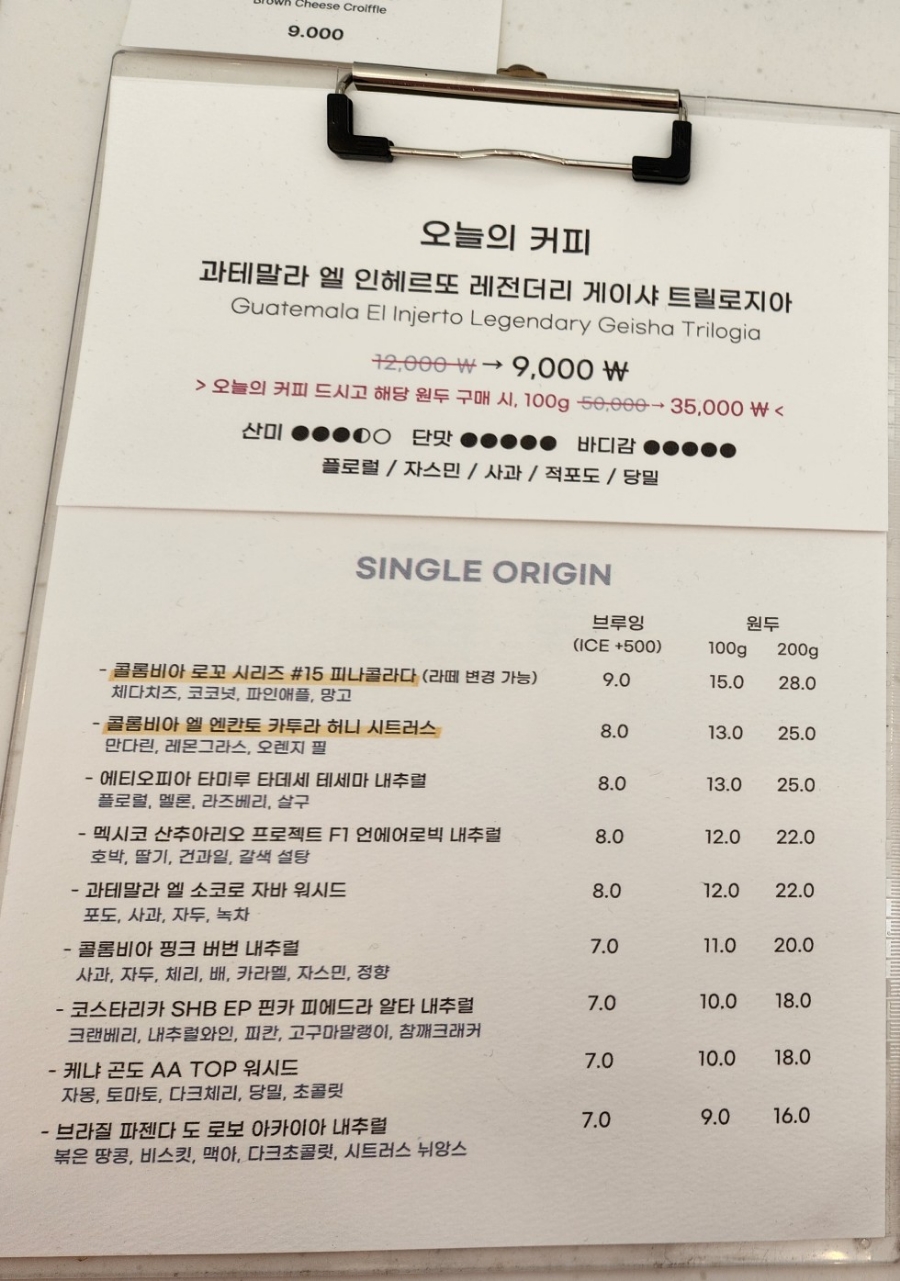 Brown Cheese Croiffle
9.000
오늘의 커피
과테말라 엘 인헤르또 레전더리 게이샤 트릴로지아
Guatemala El Injerto Legendary Geisha Trilogia
12,000 ₩ → 9,000 ₩
> 오늘의 커피 드시고 해당 원두 구매 시, 100g 50,000 → 35,000 ₩ <
산미 ●●●◐○ 단맛 ●●●●● 바디감 ●●●●●
플로럴 / 자스민 / 사과 / 적포도 / 당밀
SINGLE ORIGIN
브루잉 원두
(ICE +500) 100g 200g
- 콜롬비아 로꼬 시리즈 #15 피나콜라다 (라떼 변경 가능) 9.0 15.0 28.0
체다치즈, 코코넛, 파인애플, 망고
- 콜롬비아 엘 엔칸토 카투라 허니 시트러스 8.0 13.0 25.0
만다린, 레몬그라스, 오렌지 필
- 에티오피아 타미루 타데세 테세마 내추럴 8.0 13.0 25.0
플로럴, 멜론, 라즈베리, 살구
- 멕시코 산추아리오 프로젝트 F1 언에어로빅 내추럴 8.0 12.0 22.0
호박, 딸기, 건과일, 갈색 설탕
- 과테말라 엘 소코로 자바 워시드 8.0 12.0 22.0
포도, 사과, 자두, 녹차
- 콜롬비아 핑크 버번 내추럴 7.0 11.0 20.0
사과, 자두, 체리, 배, 카라멜, 자스민, 정향
- 코스타리카 SHB EP 핀카 피에드라 알타 내추럴 7.0 10.0 18.0
크랜베리, 내추럴와인, 피칸, 고구마말랭이, 참깨크래커
- 케냐 곤도 AA TOP 워시드 7.0 10.0 18.0
자몽, 토마토, 다크체리, 당밀, 초콜릿
- 브라질 파젠다 도 로보 아카이아 내추럴 7.0 9.0 16.0
볶은 땅콩, 비스킷, 맥아, 다크초콜릿, 시트러스 뉘앙스